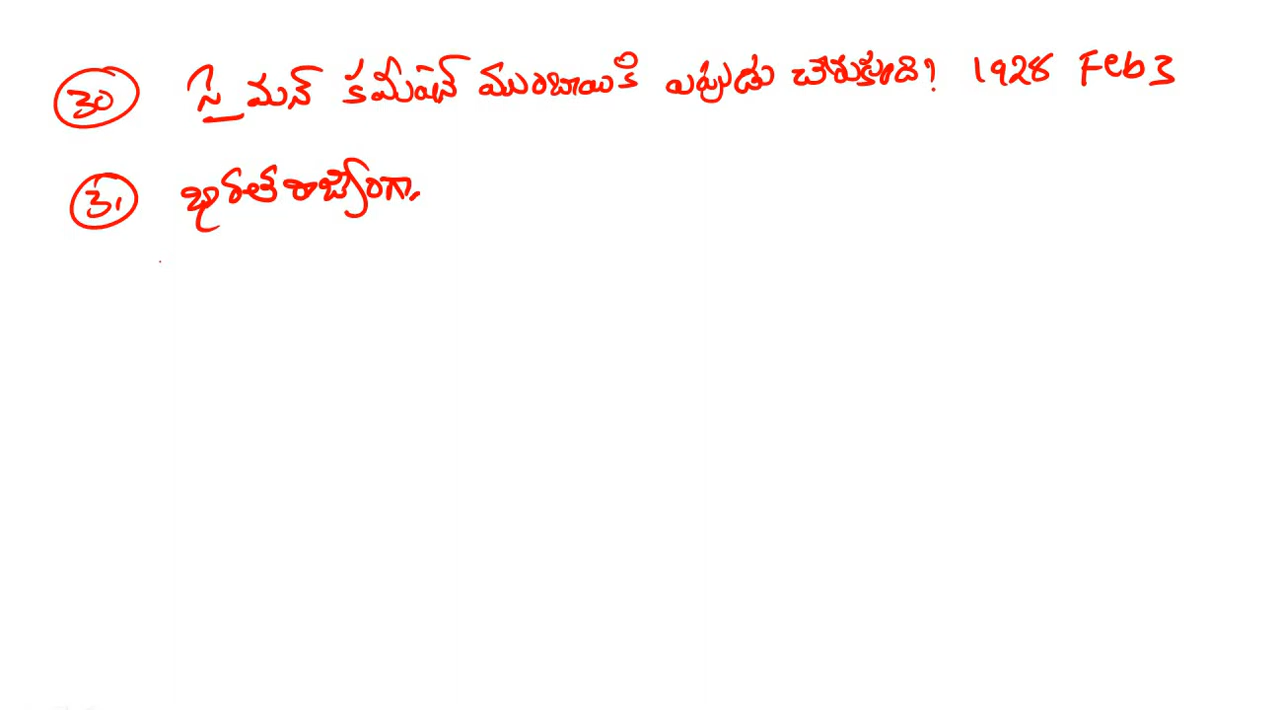 30 సైమన్ కమీషన్ ముంబాయికి ఎప్పుడు చేరుకుంది? 1928 Feb 3
31 భారత రాజ్యాంగా